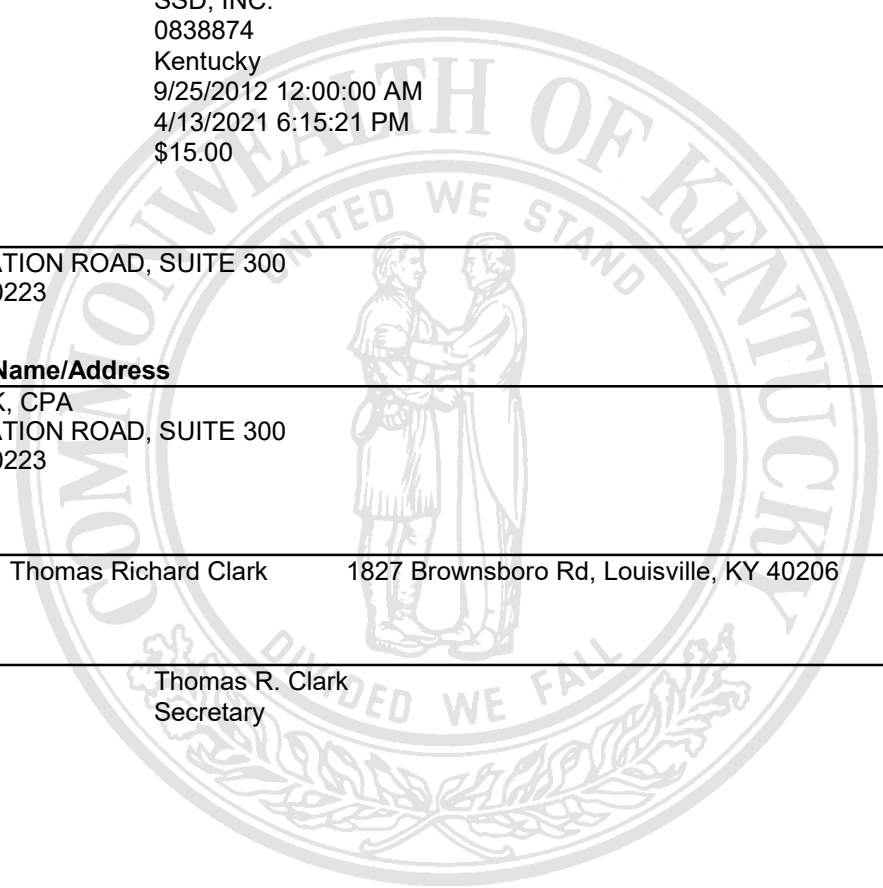 SSD, INC.
0838874
Kentucky
9/25/2012 12:00:00 AM
4/13/2021 6:15:21 PM
$15.00
ATION ROAD, SUITE 300
0223
Name/Address
K, CPA
ATION ROAD, SUITE 300
0223
Thomas Richard Clark 1827 Brownsboro Rd, Louisville, KY 40206
Thomas R. Clark
Secretary
COMMONWEALTH OF KENTUCKY
UNITED WE STAND
DIVIDED WE FALL